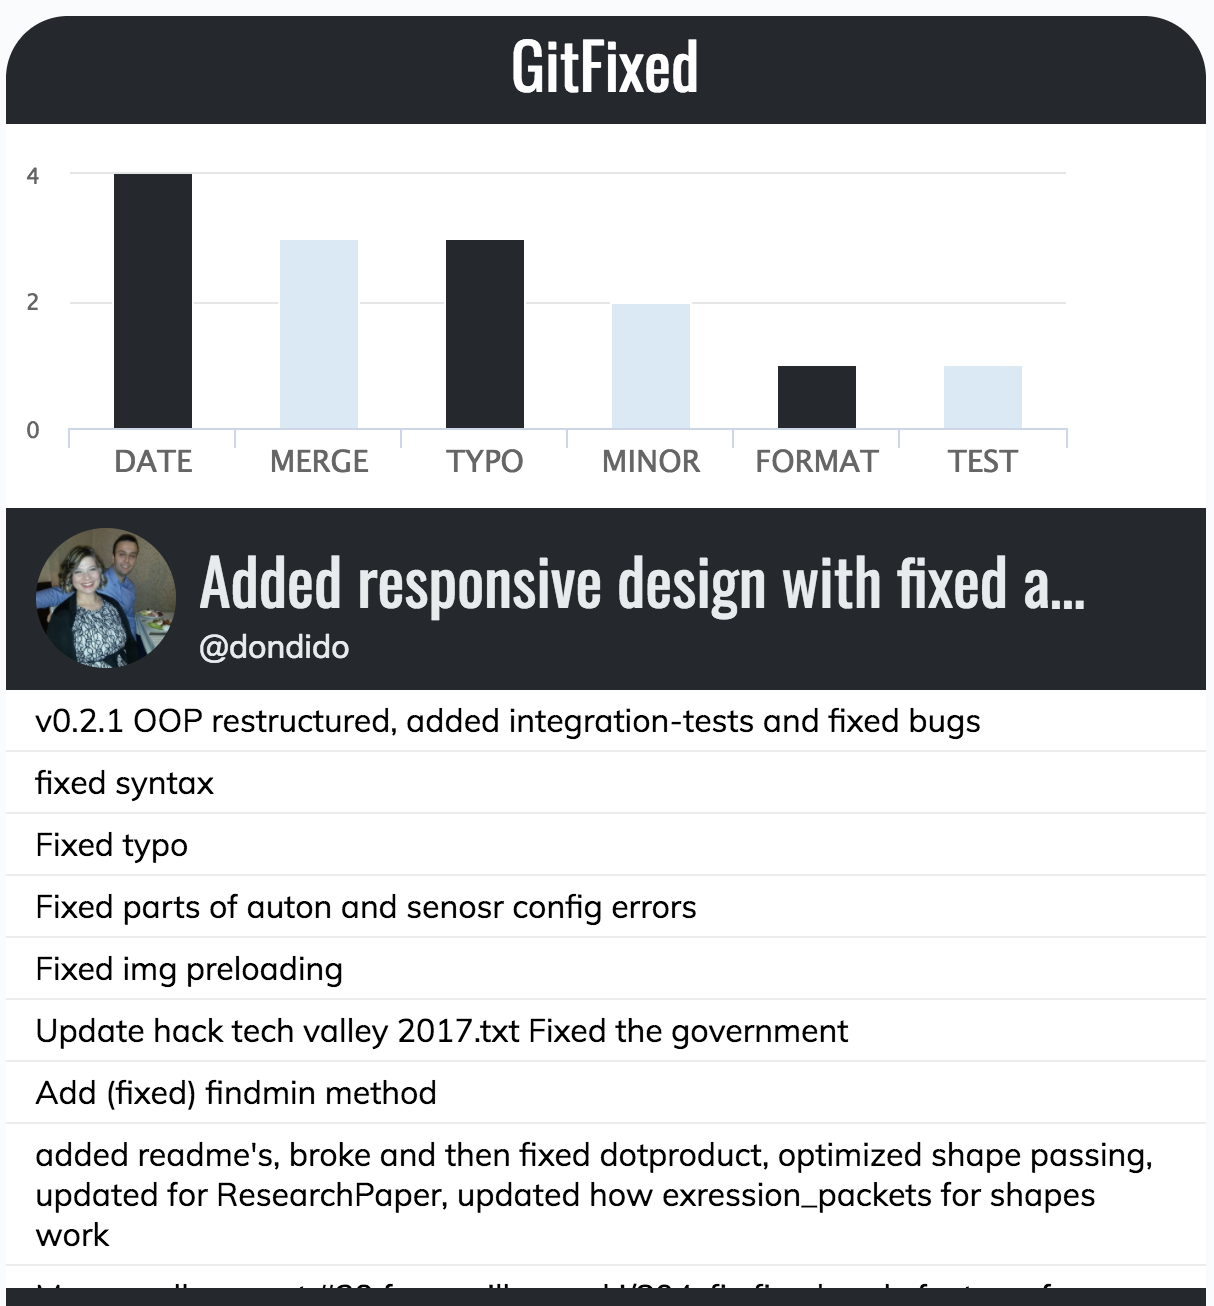 GitFixed
4
2
0
DATE MERGE TYPO MINOR FORMAT TEST
Added responsive design with fixed a...
@dondido
v0.2.1 OOP restructured, added integration-tests and fixed bugs
fixed syntax
Fixed typo
Fixed parts of auton and senosr config errors
Fixed img preloading
Update hack tech valley 2017.txt Fixed the government
Add (fixed) findmin method
added readme's, broke and then fixed dotproduct, optimized shape passing,
updated for ResearchPaper, updated how exression_packets for shapes
work